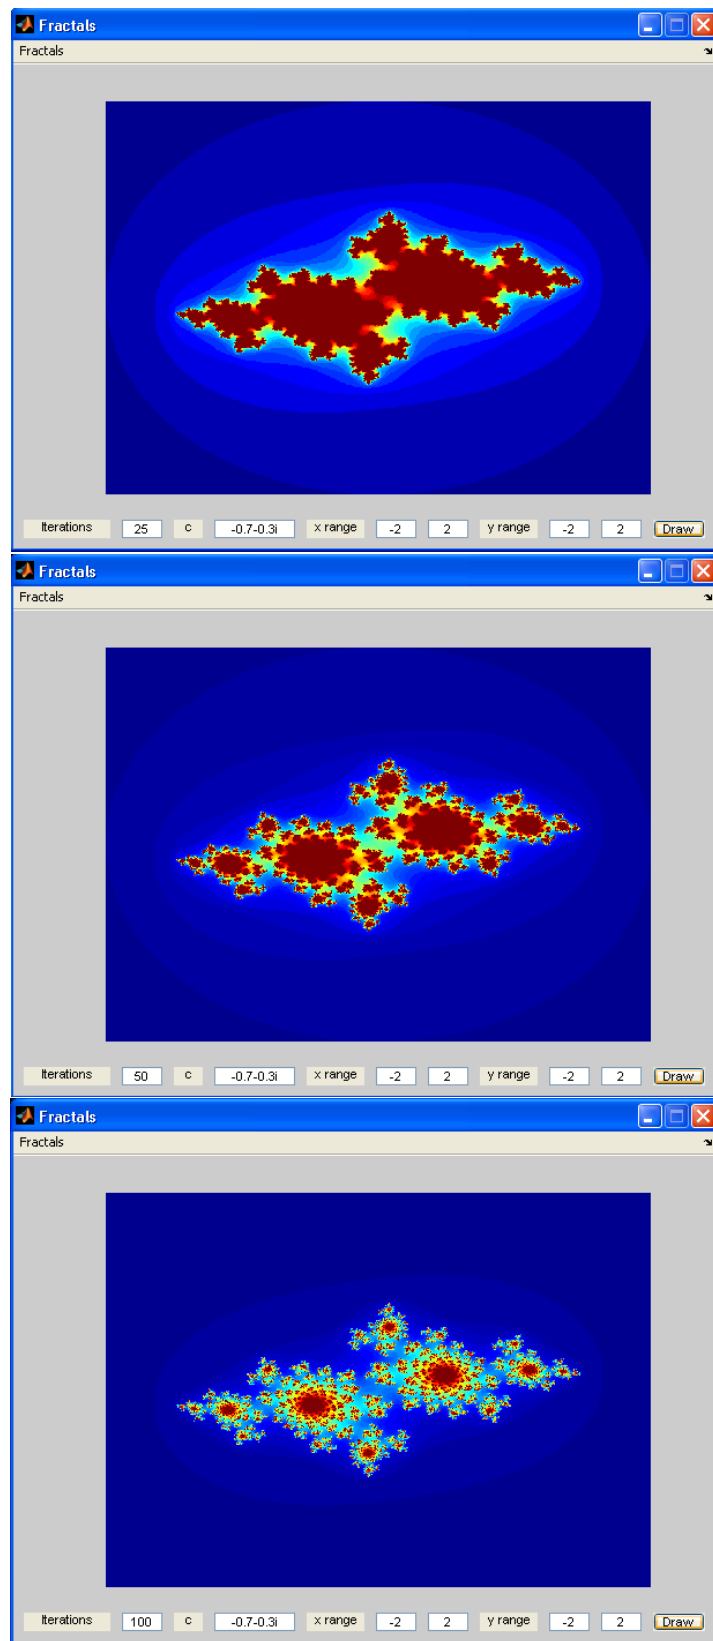 Fractals
Fractals
Iterations 25 c -0.7-0.3i x range -2 2 y range -2 2 Draw
Fractals
Fractals
Iterations 50 c -0.7-0.3i x range -2 2 y range -2 2 Draw
Fractals
Fractals
Iterations 100 c -0.7-0.3i x range -2 2 y range -2 2 Draw